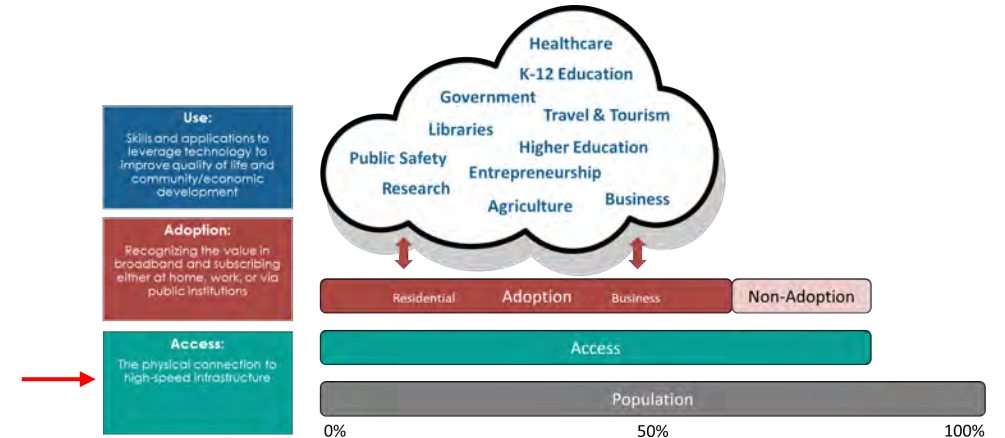 Use:
Skills and applications to
leverage technology to
improve quality of life and
community/economic
development
Adoption:
Recognizing the value in
broadband and subscribing
either at home, work, or via
public institutions
Access:
The physical connection to
high-speed infrastructure
Healthcare
K-12 Education
Government
Travel & Tourism
Libraries
Higher Education
Public Safety
Entrepreneurship
Research
Business
Agriculture
Residential Adoption Business Non-Adoption
Access
Population
0% 50% 100%